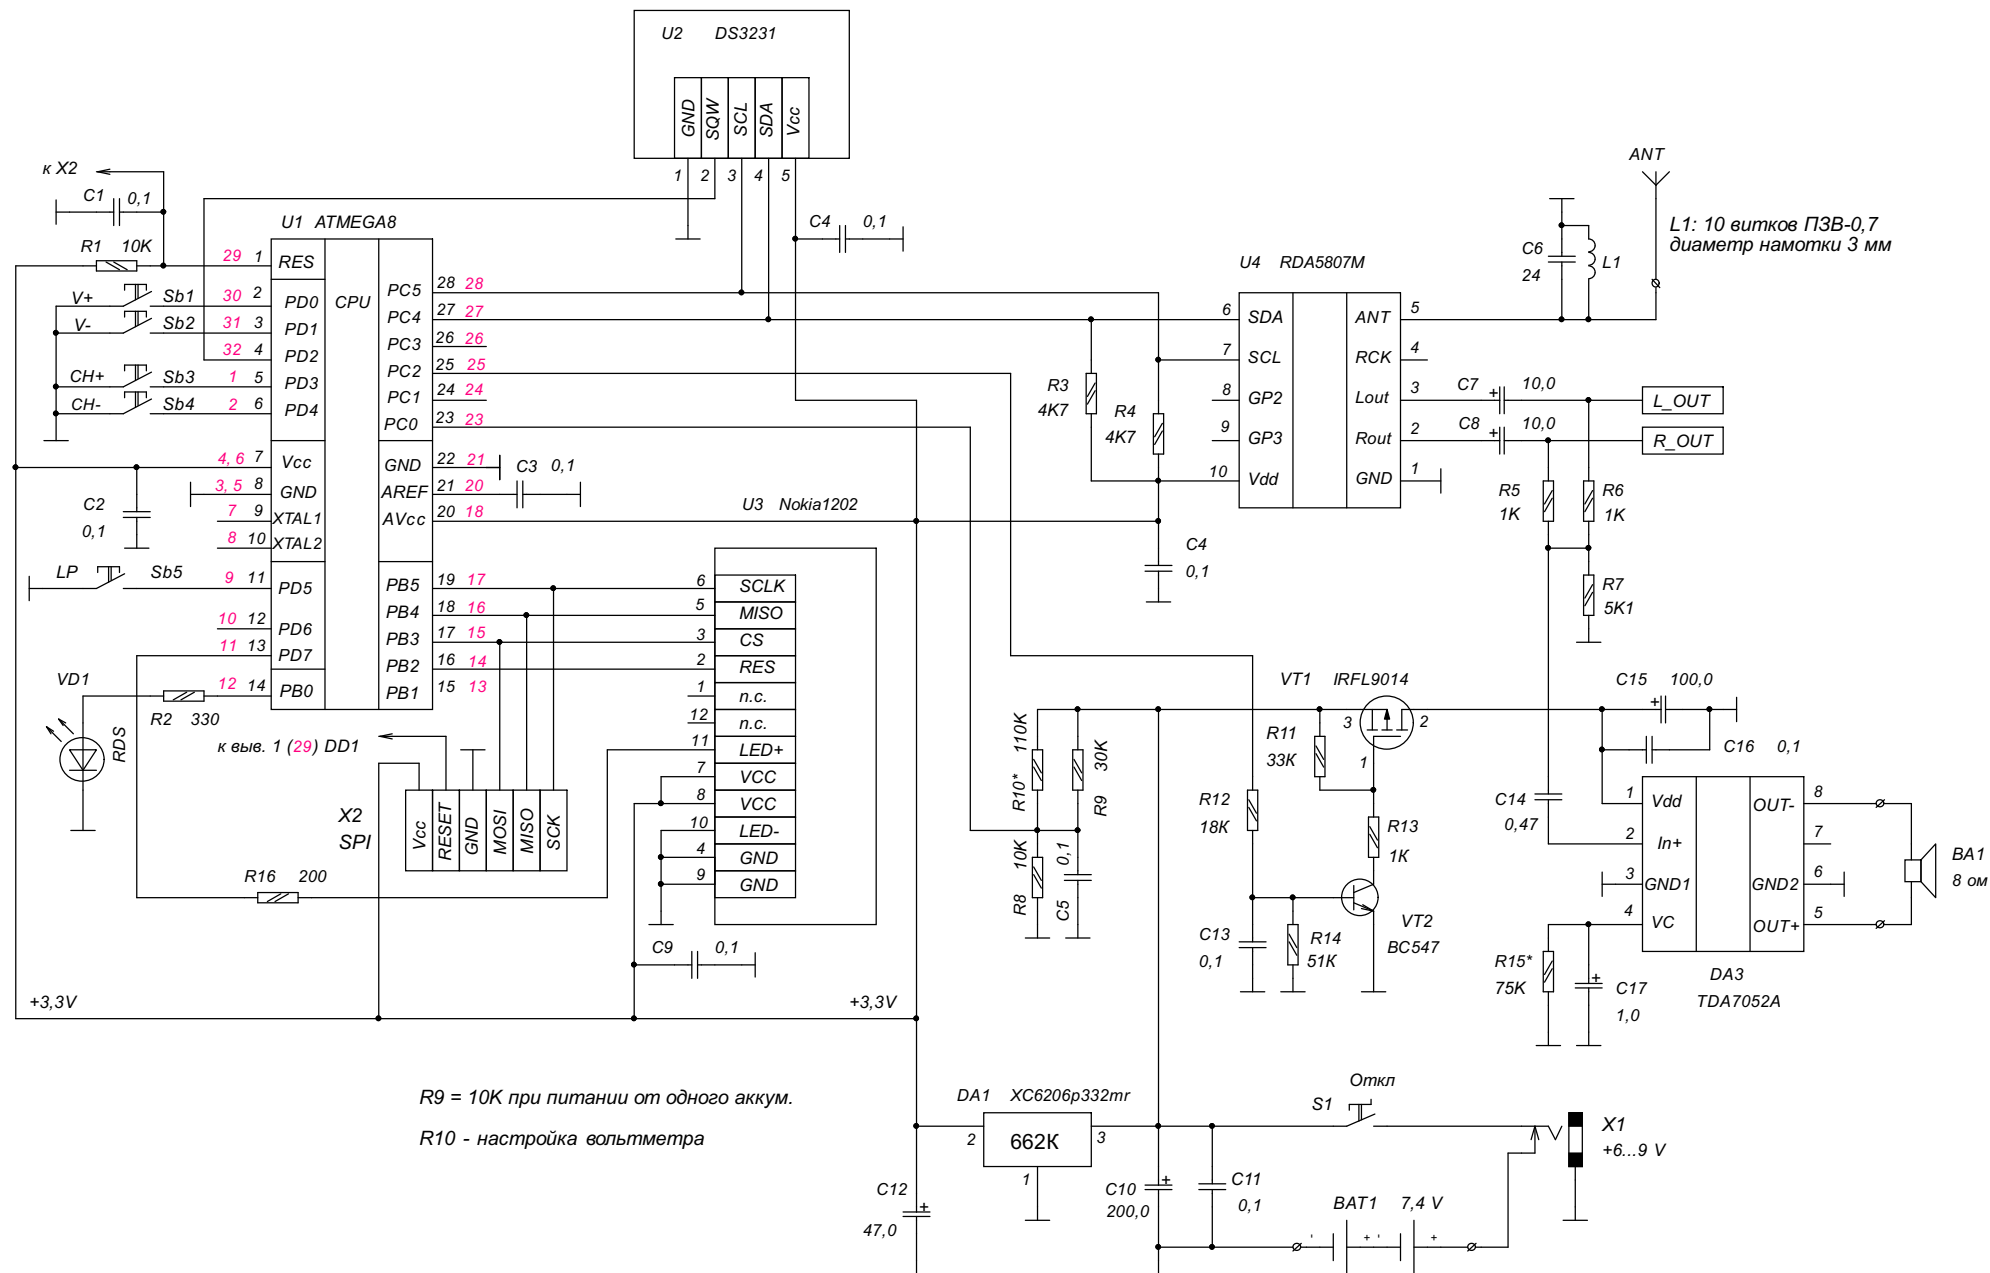 U2 DS3231
GND
SQW
SCL
SDA
Vcc
1 2 3 4 5
C4 0,1
к X2
C1 0,1
R1 10K
U1 ATMEGA8
CPU
29 1 RES
V+ Sb1 30 2 PD0
V- Sb2 31 3 PD1
32 4 PD2
CH+ Sb3 1 5 PD3
CH- Sb4 2 6 PD4
4, 6 7 Vcc
3, 5 8 GND
7 9 XTAL1
8 10 XTAL2
C2
0,1
LP Sb5 9 11 PD5
10 12 PD6
11 13 PD7
12 14 PB0
VD1
RDS
R2 330
PC5 28 28
PC4 27 27
PC3 26 26
PC2 25 25
PC1 24 24
PC0 23 23
GND 22 21
AREF 21 20
AVcc 20 18
C3 0,1
PB5 19 17
PB4 18 16
PB3 17 15
PB2 16 14
PB1 15 13
к выв. 1 (29) DD1
X2
SPI
Vcc
RESET
GND
MOSI
MISO
SCK
R16 200
U3 Nokia1202
6 SCLK
5 MISO
3 CS
2 RES
1 n.c.
12 n.c.
11 LED+
7 VCC
8 VCC
10 LED-
4 GND
9 GND
C9 0,1
+3,3V
+3,3V
ANT
L1: 10 витков ПЗВ-0,7
диаметр намотки 3 мм
C6
24
L1
U4 RDA5807M
6 SDA
7 SCL
8 GP2
9 GP3
10 Vdd
ANT 5
RCK 4
Lout 3
Rout 2
GND 1
R3
4K7
R4
4K7
C4
0,1
C7 10,0
L_OUT
C8 10,0
R_OUT
R5
1K
R6
1K
R7
5K1
VT1 IRFL9014
3
2
1
R11
33K
R10* 110K
30K
R9
R8 10K
C5 0,1
R12
18K
R13
1K
C13
0,1
R14
51K
VT2
BC547
C15 100,0
C16 0,1
C14
0,47
1 Vdd
2 In+
3 GND1
4 VC
OUT- 8
7
GND2 6
OUT+ 5
DA3
TDA7052A
BA1
8 ом
R15*
75K
C17
1,0
R9 = 10K при питании от одного аккум.
R10 - настройка вольтметра
DA1 XC6206p332mr
2 662К 3
1
C12
47,0
C10
200,0
C11
0,1
Откл
S1
X1
+6...9 V
BAT1 7,4 V